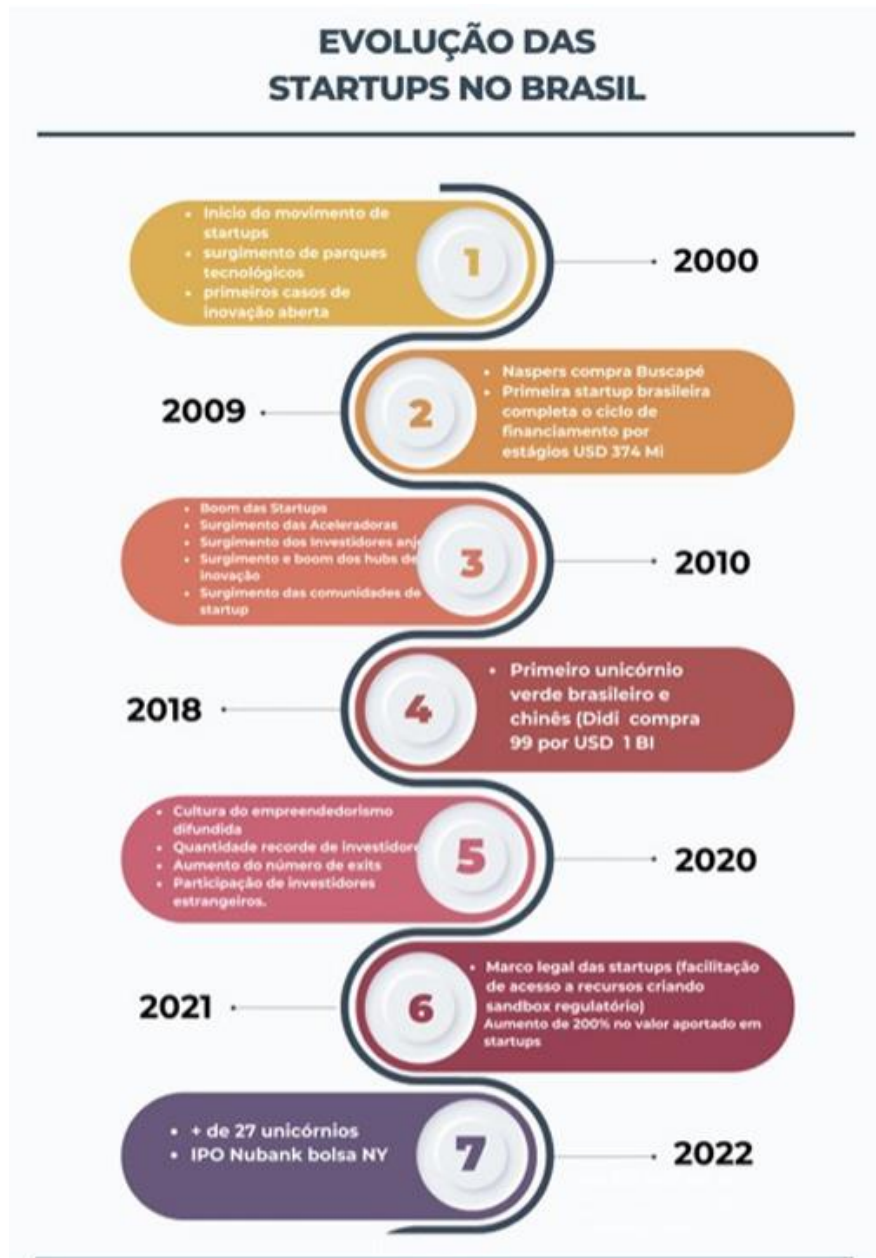 EVOLUÇÃO DAS
STARTUPS NO BRASIL
• Inicio do movimento de
startups
• surgimento de parques
tecnológicos
• primeiros casos de
inovação aberta
1
2000
2009
2
• Naspers compra Buscapé
• Primeira startup brasileira
completa o ciclo de
financiamento por
estágios USD 374 Mi
• Boom das Startups
• Surgimento das Aceleradoras
• Surgimento dos Investidores anj
• Surgimento e boom dos hubs de
inovação
• Surgimento das comunidades de
startup
3
2010
2018
4
• Primeiro unicórnio
verde brasileiro e
chinês (Didi compra
99 por USD 1 BI
• Cultura do empreendedorismo
difundida
• Quantidade recorde de investidore
• Aumento do número de exits
• Participação de investidores
estrangeiros.
5
2020
2021
6
• Marco legal das startups (facilitação
de acesso a recursos criando
sandbox regulatório)
Aumento de 200% no valor aportado em
startups
• + de 27 unicórnios
• IPO Nubank bolsa NY
7
2022